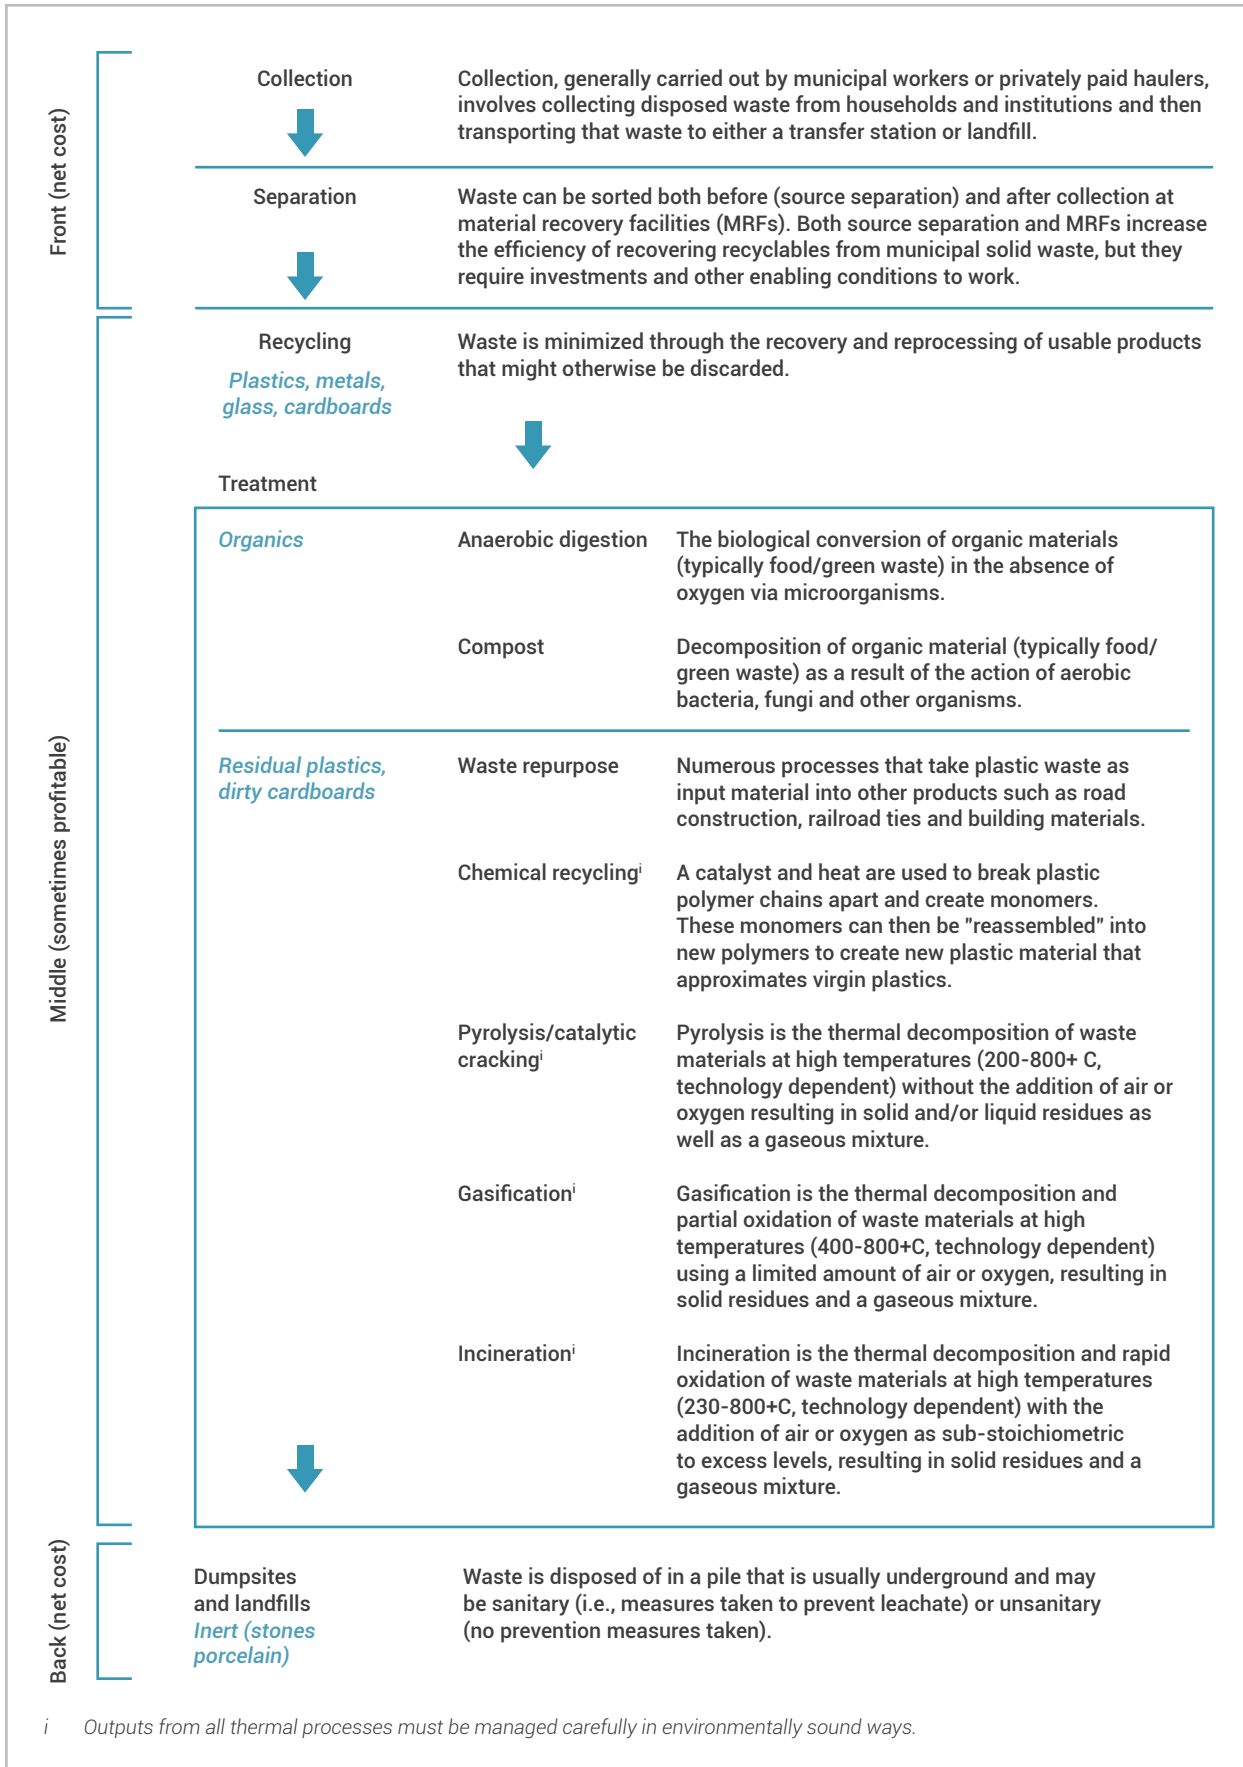 Front (net cost)
Collection
Collection, generally carried out by municipal workers or privately paid haulers,
involves collecting disposed waste from households and institutions and then
transporting that waste to either a transfer station or landfill.
Separation
Waste can be sorted both before (source separation) and after collection at
material recovery facilities (MRFs). Both source separation and MRFs increase
the efficiency of recovering recyclables from municipal solid waste, but they
require investments and other enabling conditions to work.
Middle (sometimes profitable)
Recycling
Plastics, metals,
glass, cardboards
Waste is minimized through the recovery and reprocessing of usable products
that might otherwise be discarded.
Treatment
Organics
Anaerobic digestion
The biological conversion of organic materials
(typically food/green waste) in the absence of
oxygen via microorganisms.
Compost
Decomposition of organic material (typically food/
green waste) as a result of the action of aerobic
bacteria, fungi and other organisms.
Residual plastics,
dirty cardboards
Waste repurpose
Numerous processes that take plastic waste as
input material into other products such as road
construction, railroad ties and building materials.
Chemical recyclingⁱ
A catalyst and heat are used to break plastic
polymer chains apart and create monomers.
These monomers can then be "reassembled" into
new polymers to create new plastic material that
approximates virgin plastics.
Pyrolysis/catalytic
crackingⁱ
Pyrolysis is the thermal decomposition of waste
materials at high temperatures (200-800+ C,
technology dependent) without the addition of air or
oxygen resulting in solid and/or liquid residues as
well as a gaseous mixture.
Gasificationⁱ
Gasification is the thermal decomposition and
partial oxidation of waste materials at high
temperatures (400-800+C, technology dependent)
using a limited amount of air or oxygen, resulting in
solid residues and a gaseous mixture.
Incinerationⁱ
Incineration is the thermal decomposition and rapid
oxidation of waste materials at high temperatures
(230-800+C, technology dependent) with the
addition of air or oxygen as sub-stoichiometric
to excess levels, resulting in solid residues and a
gaseous mixture.
Back (net cost)
Dumpsites
and landfills
Inert (stones
porcelain)
Waste is disposed of in a pile that is usually underground and may
be sanitary (i.e., measures taken to prevent leachate) or unsanitary
(no prevention measures taken).
i Outputs from all thermal processes must be managed carefully in environmentally sound ways.